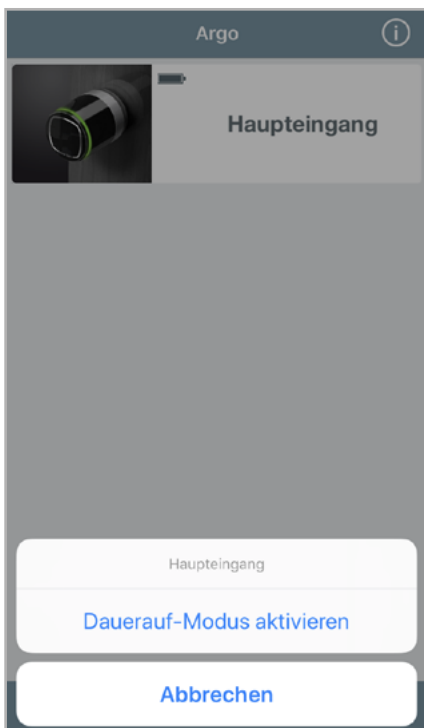 Argo
Haupteingang
Haupteingang
Dauerauf-Modus aktivieren
Abbrechen